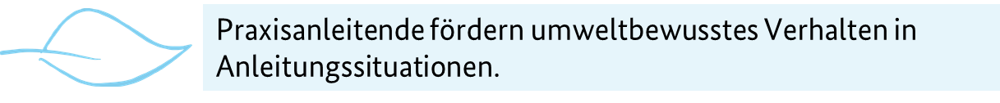 Praxisanleitende fördern umweltbewusstes Verhalten in
Anleitungssituationen.